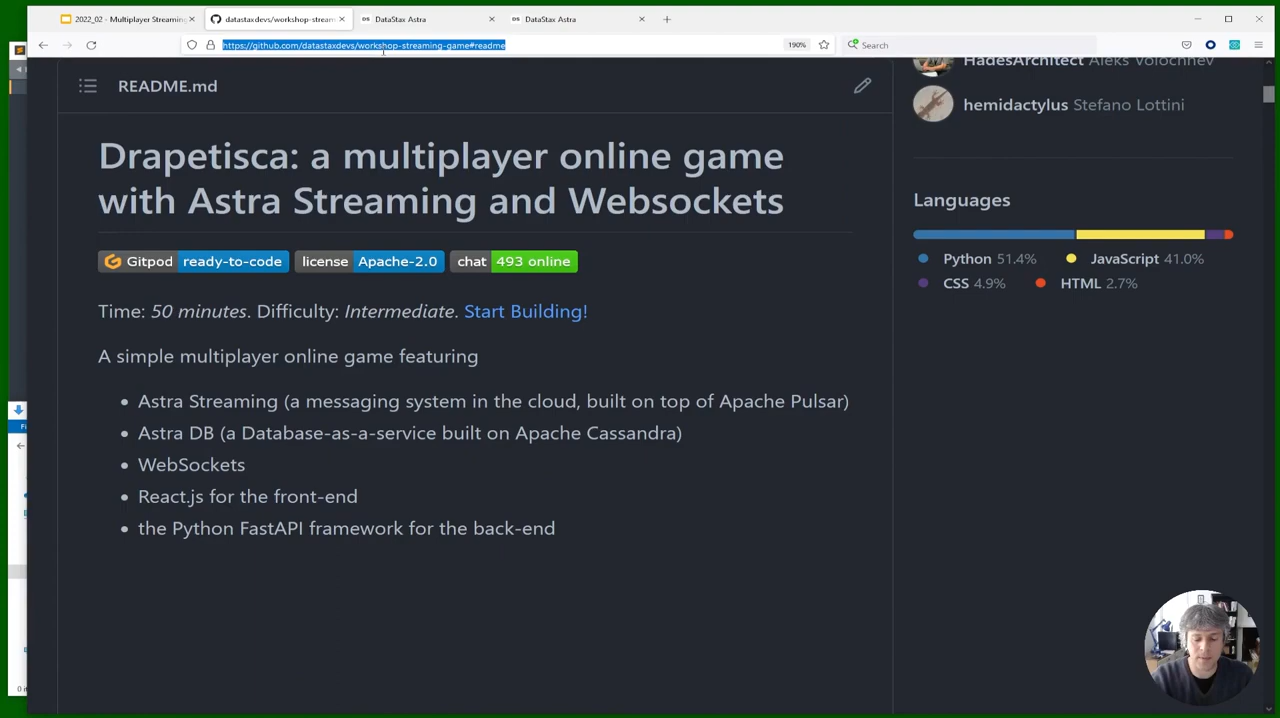 2022_02 - Multiplayer Streaming
datastaxdevs/workshop-stream
DataStax Astra
DataStax Astra
https://github.com/datastaxdevs/workshop-streaming-game#readme
190%
Search
README.md
HadesArchitect Aleks Volochnev
hemidactylus Stefano Lottini
Drapetisca: a multiplayer online game
with Astra Streaming and Websockets
Languages
Gitpod ready-to-code
license Apache-2.0
chat 493 online
Python 51.4%
JavaScript 41.0%
CSS 4.9%
HTML 2.7%
Time: 50 minutes. Difficulty: Intermediate. Start Building!
A simple multiplayer online game featuring
• Astra Streaming (a messaging system in the cloud, built on top of Apache Pulsar)
• Astra DB (a Database-as-a-service built on Apache Cassandra)
• WebSockets
• React.js for the front-end
• the Python FastAPI framework for the back-end